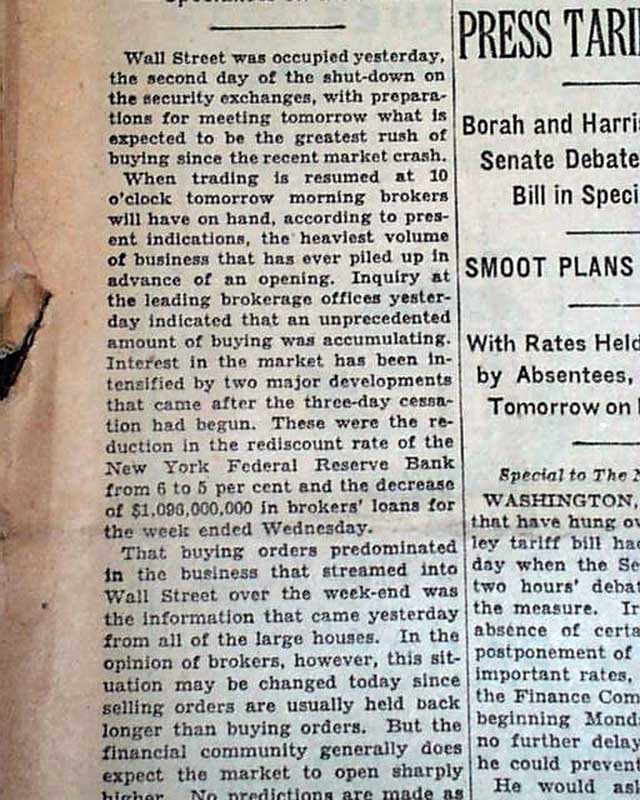 Wall Street was occupied yesterday,
the second day of the shut-down on
the security exchanges, with prepara-
tions for meeting tomorrow what is
expected to be the greatest rush of
buying since the recent market crash.
When trading is resumed at 10
o'clock tomorrow morning brokers
will have on hand, according to pres-
ent indications, the heaviest volume
of business that has ever piled up in
advance of an opening. Inquiry at
the leading brokerage offices yester-
day indicated that an unprecedented
amount of buying was accumulating.
Interest in the market has been in-
tensified by two major developments
that came after the three-day cessa-
tion had begun. These were the re-
duction in the rediscount rate of the
New York Federal Reserve Bank
from 6 to 5 per cent and the decrease
of $1,096,000,000 in brokers' loans for
the week ended Wednesday.
That buying orders predominated
in the business that streamed into
Wall Street over the week-end was
the information that came yesterday
from all of the large houses. In the
opinion of brokers, however, this sit-
uation may be changed today since
selling orders are usually held back
longer than buying orders. But the
financial community generally does
expect the market to open sharply
higher. No predictions are made as
PRESS TARI
Borah and Harri
Senate Debate
Bill in Speci
SMOOT PLANS
With Rates Held
by Absentees,
Tomorrow on
Special to The N
WASHINGTON,
that have hung ov
ley tariff bill had
day when the Se
two hours' debat
the measure. In
absence of certa
postponement of
important rates,
the Finance Com
beginning Mond
no further delay
he could prevent
He would as